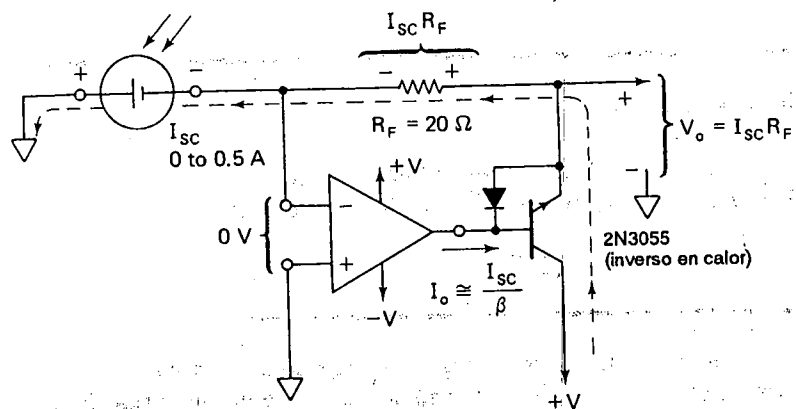 I_SC R_F
+
−
−
+
I_SC
0 to 0.5 A
R_F = 20 Ω
+
−
V_o = I_SC R_F
+V
0 V
−
+
−V
I_o ≅ I_SC / β
2N3055
(inverso en calor)
+V